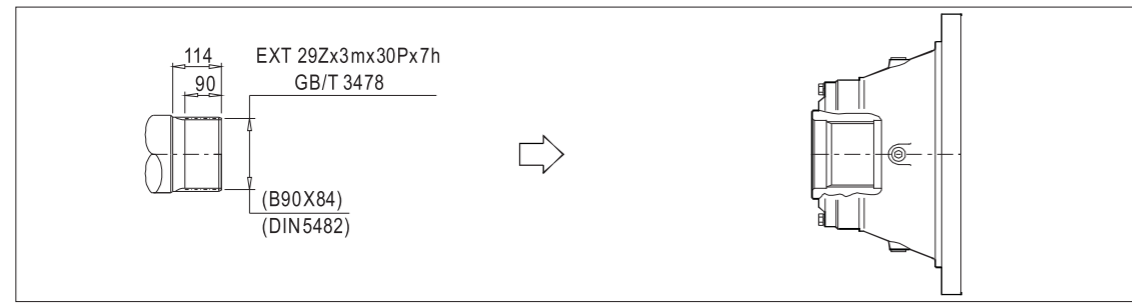 114
EXT 29Zx3mx30Px7h
90
GB/T 3478
(B90X84)
(DIN5482)